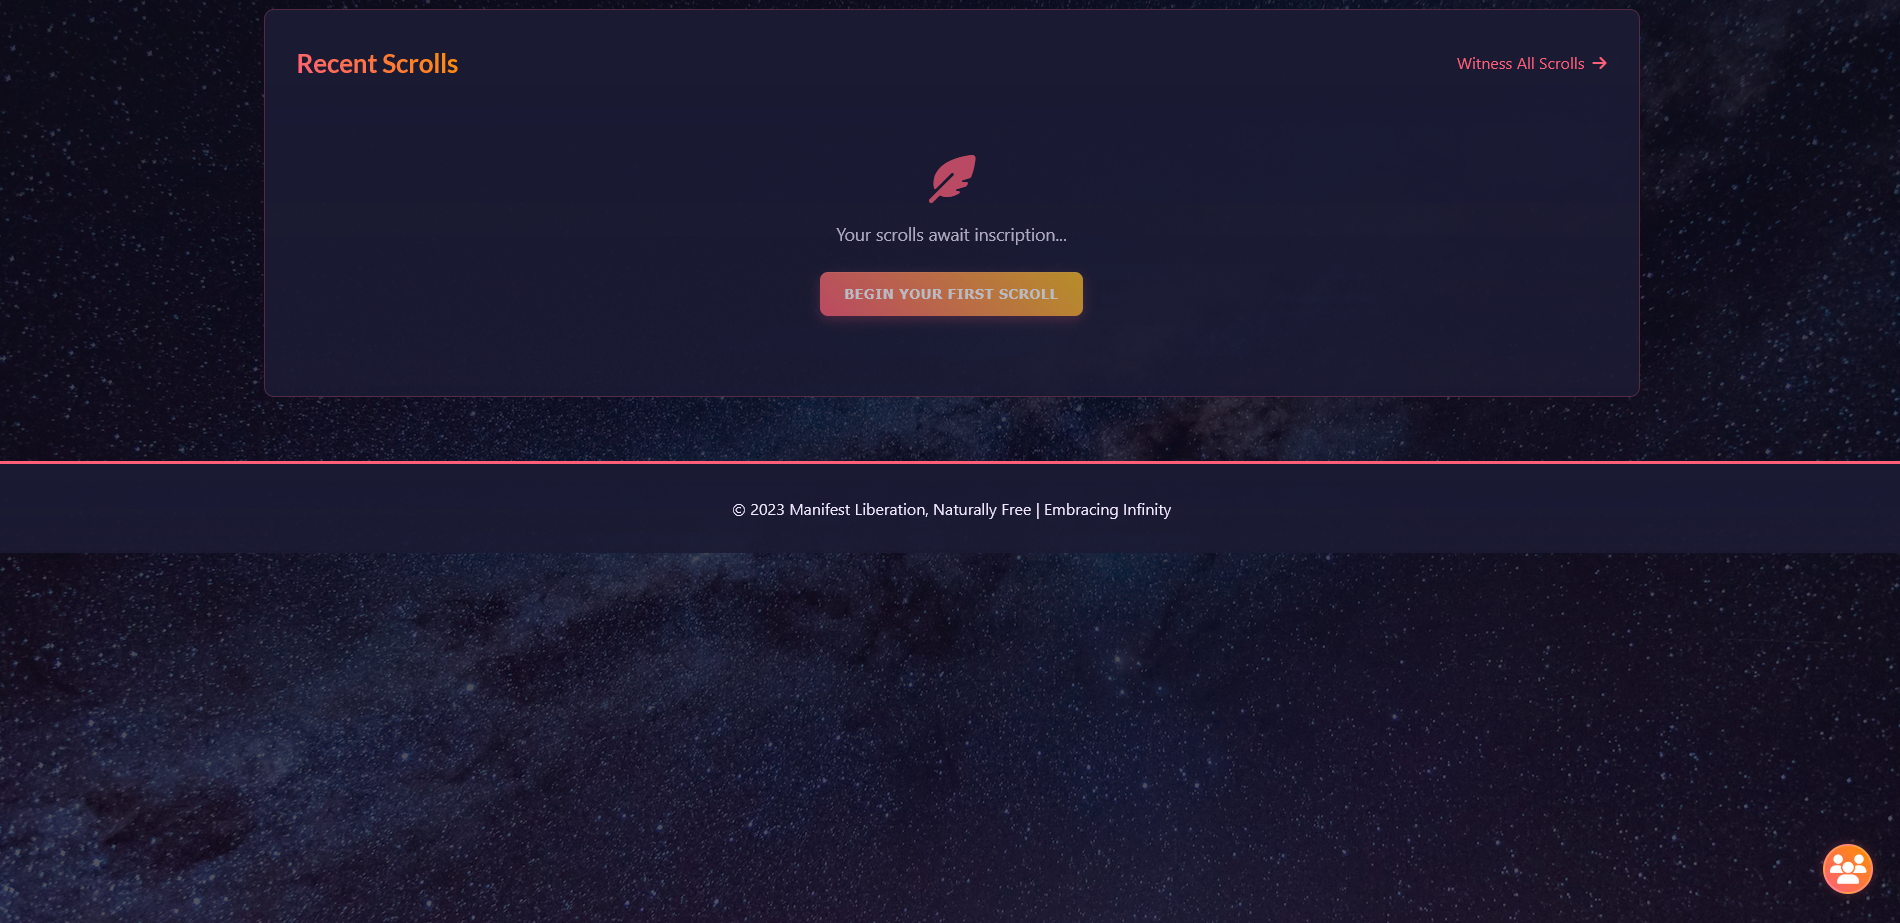 Recent Scrolls
Witness All Scrolls
Your scrolls await inscription...
BEGIN YOUR FIRST SCROLL
© 2023 Manifest Liberation, Naturally Free | Embracing Infinity